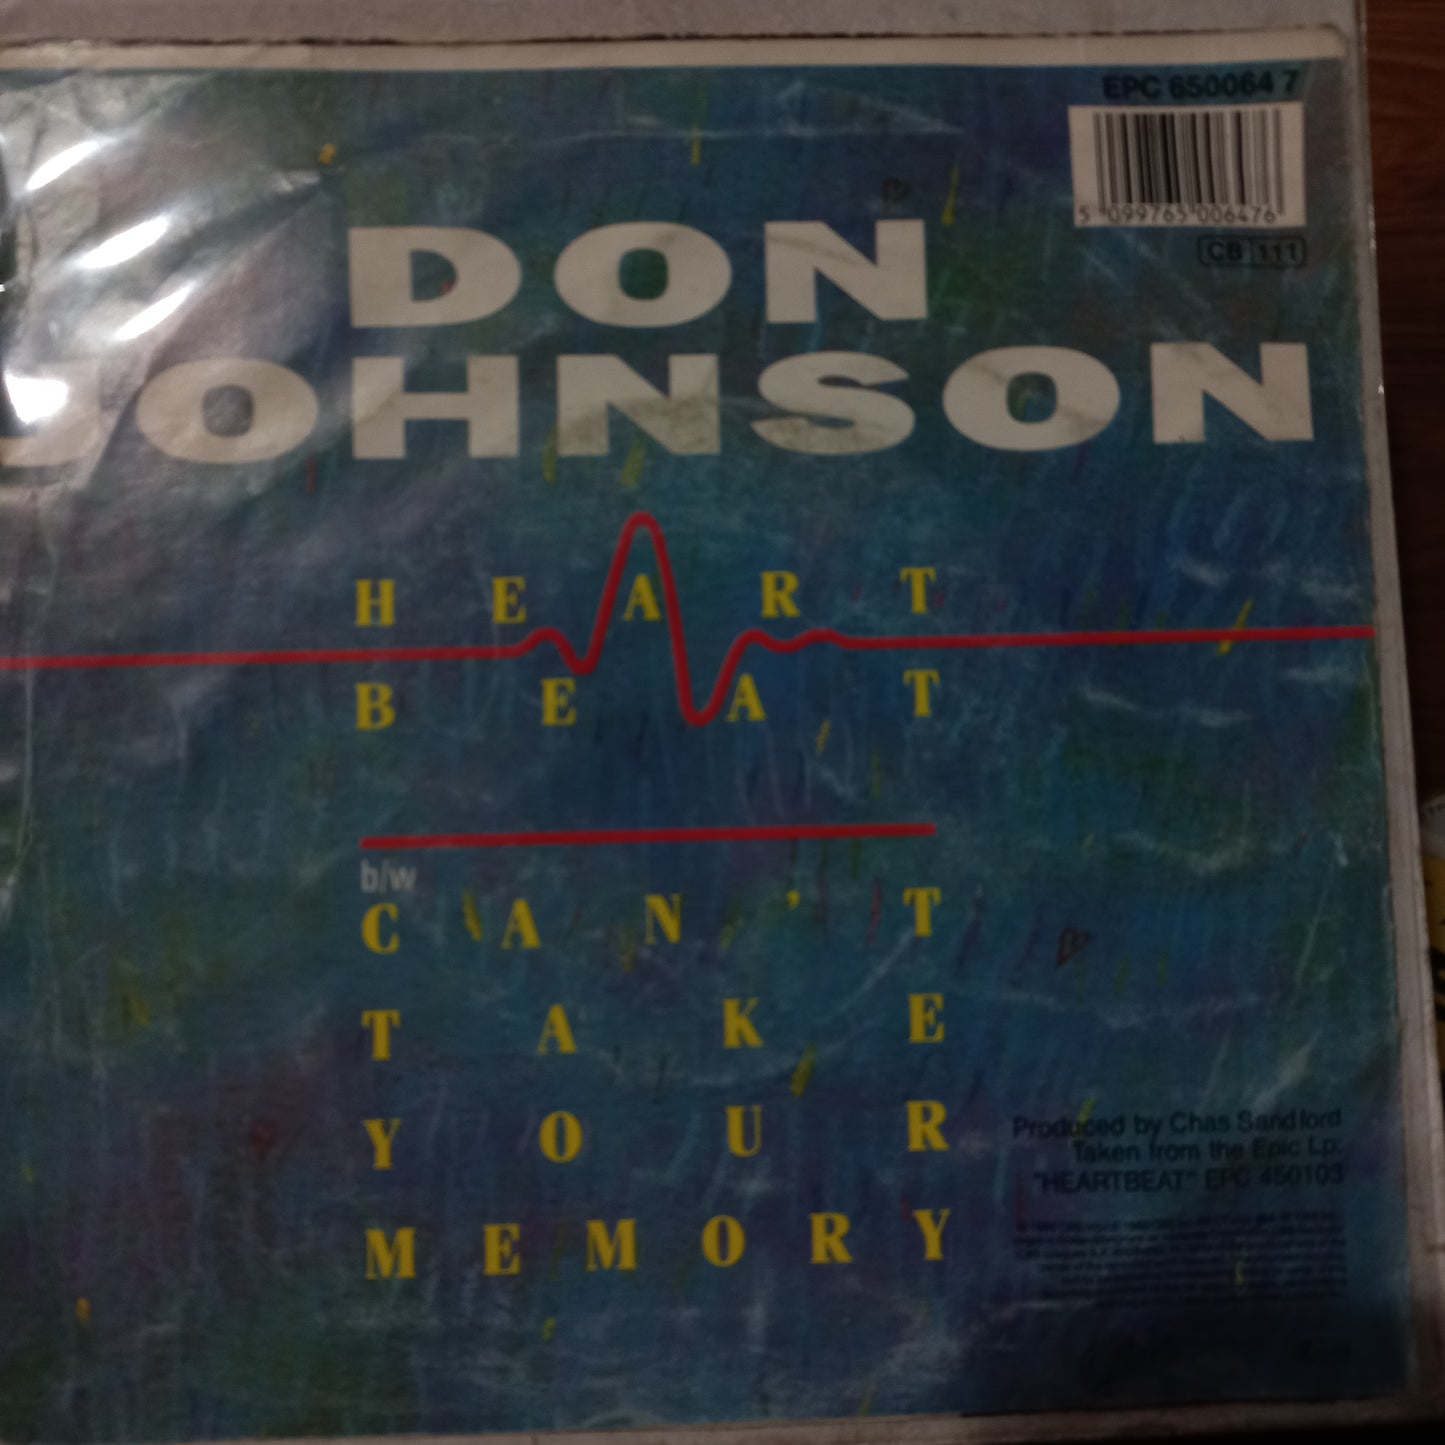 EPC 650064 7
5 099765 006476
CB 111
DON
JOHNSON
HEART
BEAT
b/w
CAN'T
TAKE
YOUR
MEMORY
Produced by Chas Sandford
Taken from the Epic Lp.
"HEARTBEAT" EPC 450103